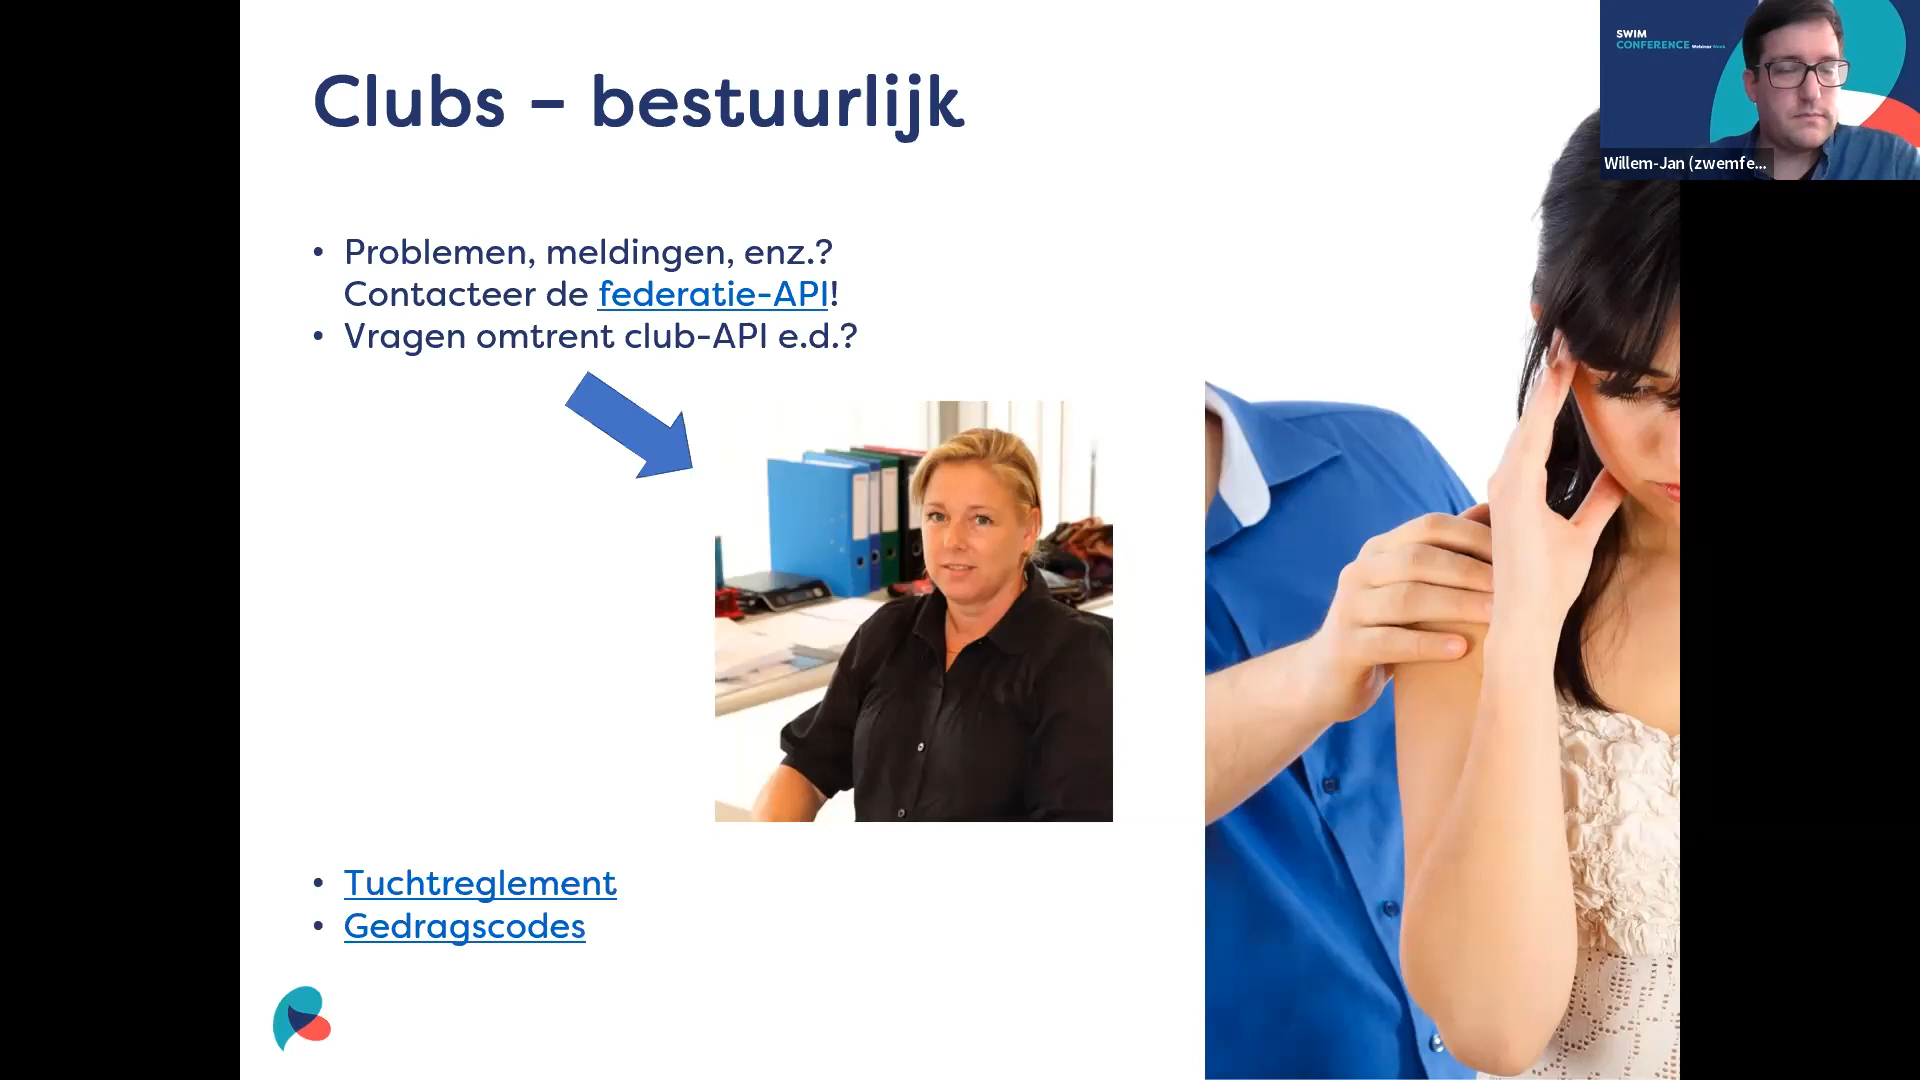 Clubs – bestuurlijk
SWIM
CONFERENCE Webinar Week
Willem-Jan (zwemfe...
• Problemen, meldingen, enz.?
Contacteer de federatie-API!
• Vragen omtrent club-API e.d.?
• Tuchtreglement
• Gedragscodes